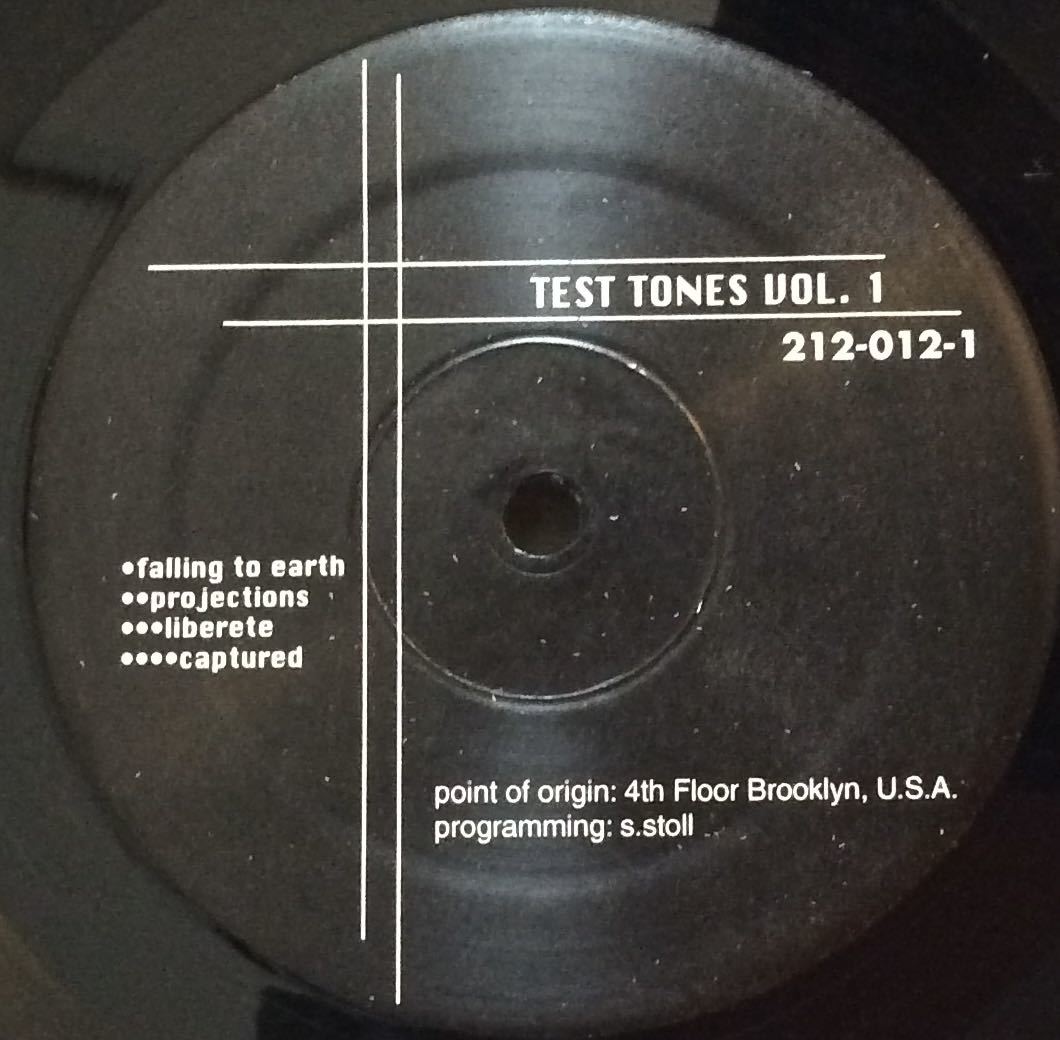 TEST TONES VOL. 1
212-012-1
•falling to earth
••projections
•••liberete
••••captured
point of origin: 4th Floor Brooklyn, U.S.A.
programming: s.stoll